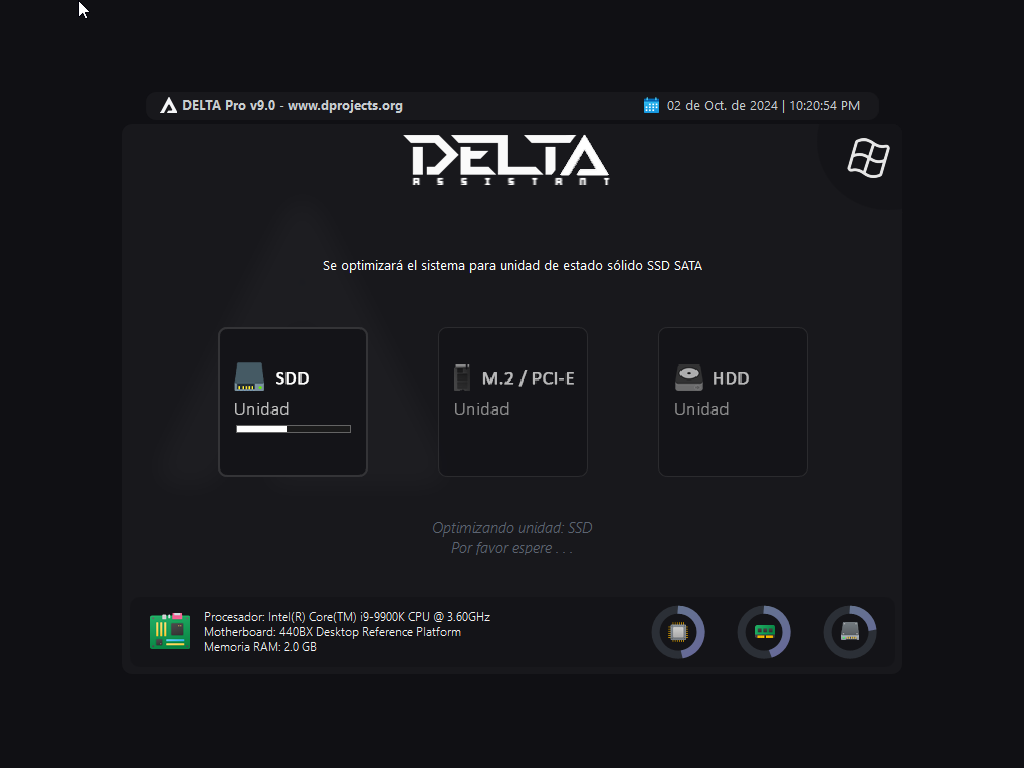 DELTA Pro v9.0 - www.dprojects.org
02 de Oct. de 2024 | 10:20:54 PM
DELTA
ASSISTANT
Se optimizará el sistema para unidad de estado sólido SSD SATA
SDD
Unidad
M.2 / PCI-E
Unidad
HDD
Unidad
Optimizando unidad: SSD
Por favor espere . . .
Procesador: Intel(R) Core(TM) i9-9900K CPU @ 3.60GHz
Motherboard: 440BX Desktop Reference Platform
Memoria RAM: 2.0 GB